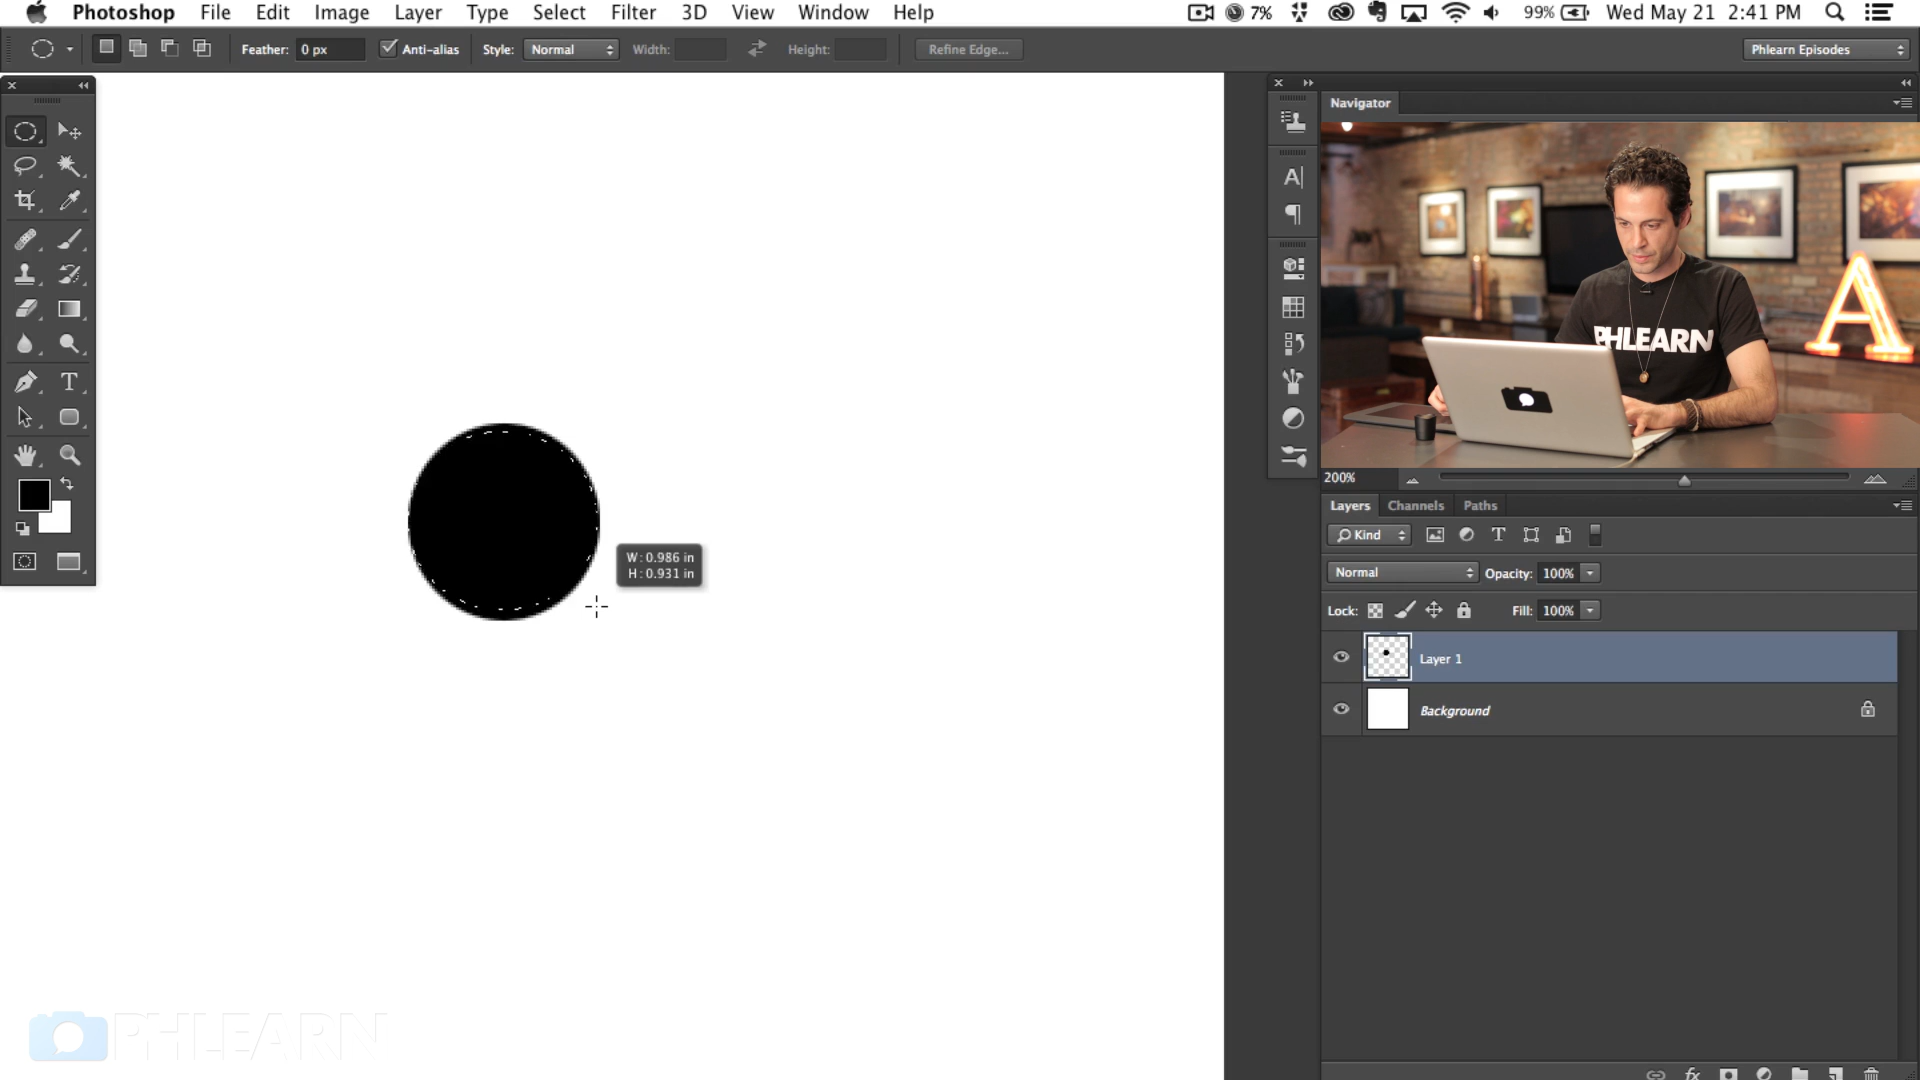 Photoshop File Edit Image Layer Type Select Filter 3D View Window Help 7% 99% Wed May 21 2:41 PM
Feather: 0 px Anti-alias Style: Normal Width: Height: Refine Edge... Phlearn Episodes
Navigator
PHLEARN
A
200%
Layers Channels Paths
Kind
Normal Opacity: 100%
Lock: Fill: 100%
Layer 1
Background
W: 0.986 in
H: 0.931 in
PHLEARN